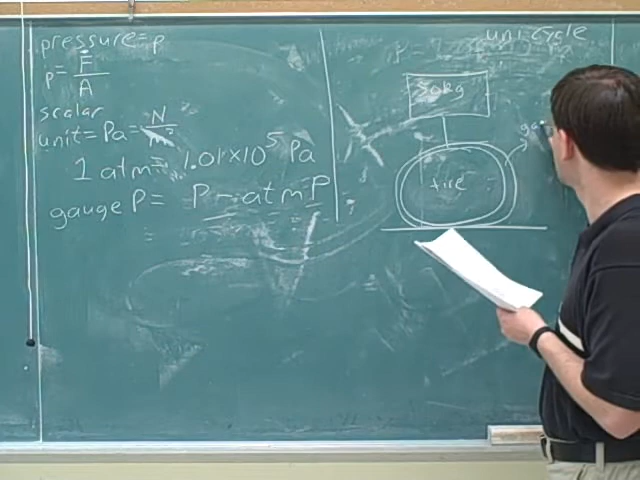 pressure = p
p = F
A
scalar
unit = Pa = N
m²
1 atm = 1.01 × 10⁵ Pa
gauge P = P - atm P
unicycle
50kg
tire